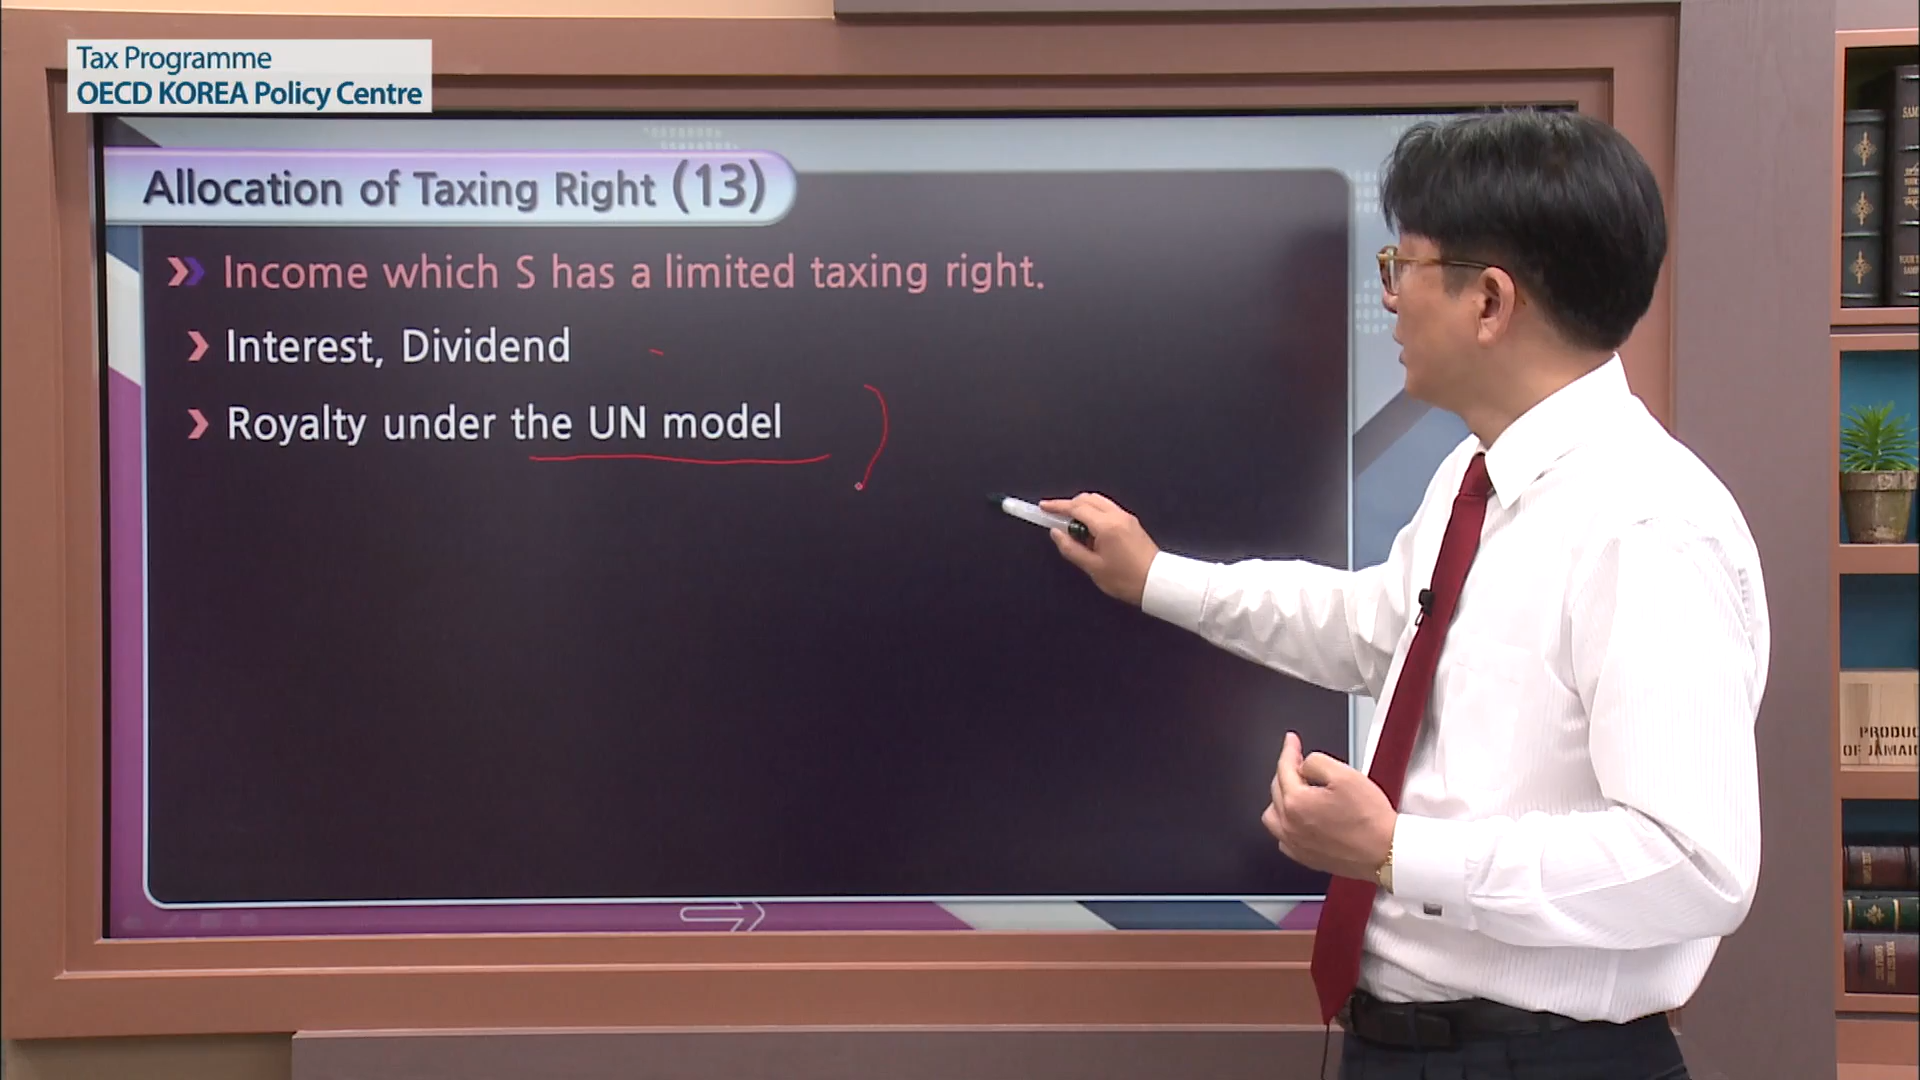 Tax Programme
OECD KOREA Policy Centre
Allocation of Taxing Right (13)
Income which S has a limited taxing right.
Interest, Dividend
Royalty under the UN model
PRODUC
OF JAMAIC